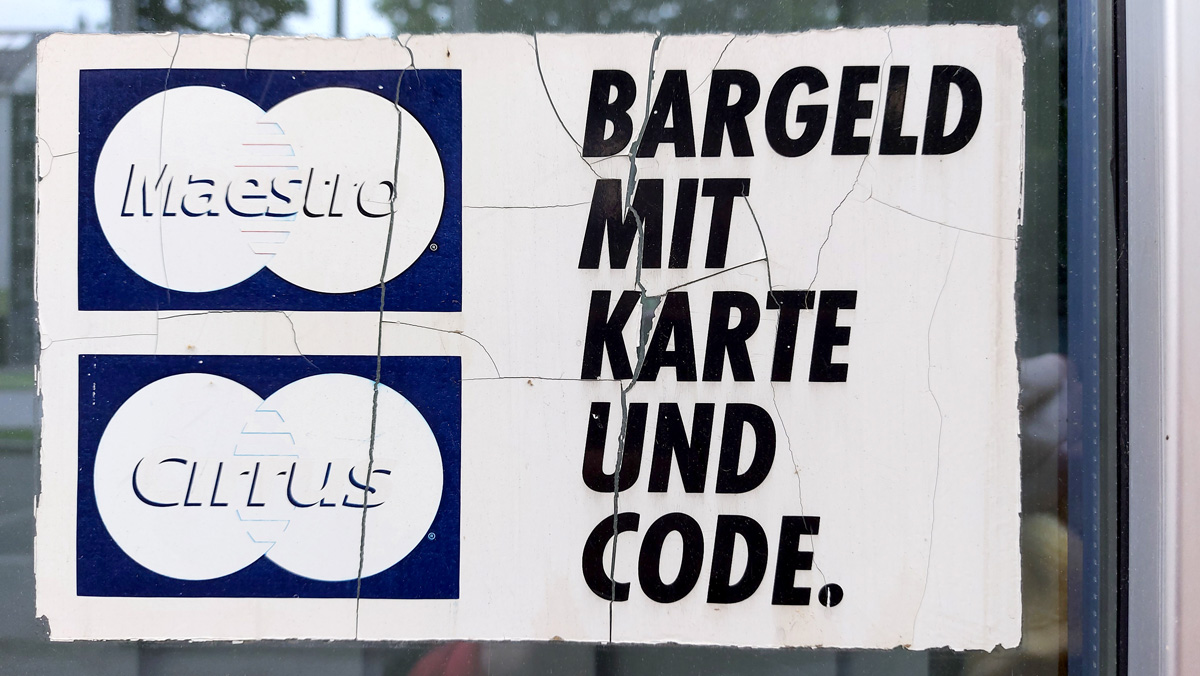 Maestro
®
Cirrus
®
BARGELD
MIT
KARTE
UND
CODE.